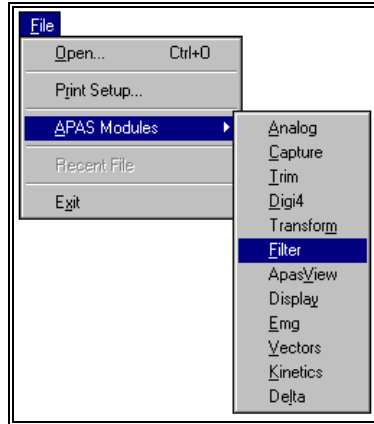 File
Open... Ctrl+O
Print Setup...
APAS Modules
Recent File
Exit
Analog
Capture
Trim
Digi4
Transform
Filter
ApasView
Display
Emg
Vectors
Kinetics
Delta